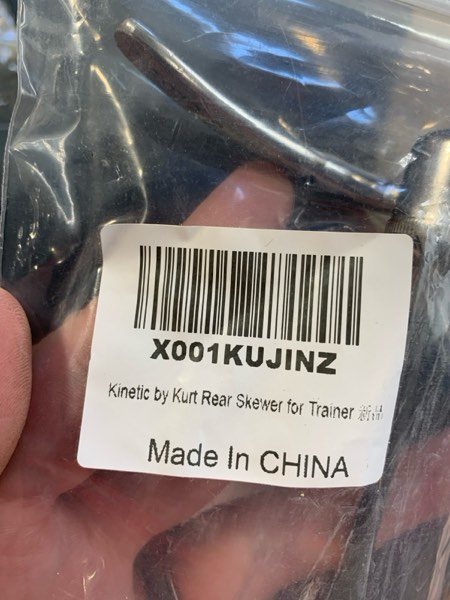 X001KUJINZ
Kinetic by Kurt Rear Skewer for Trainer
Made In CHINA